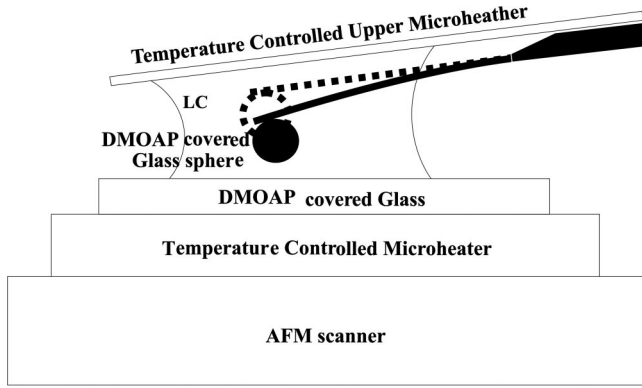 Temperature Controlled Upper Microheather
LC
DMOAP covered
Glass sphere
DMOAP covered Glass
Temperature Controlled Microheater
AFM scanner